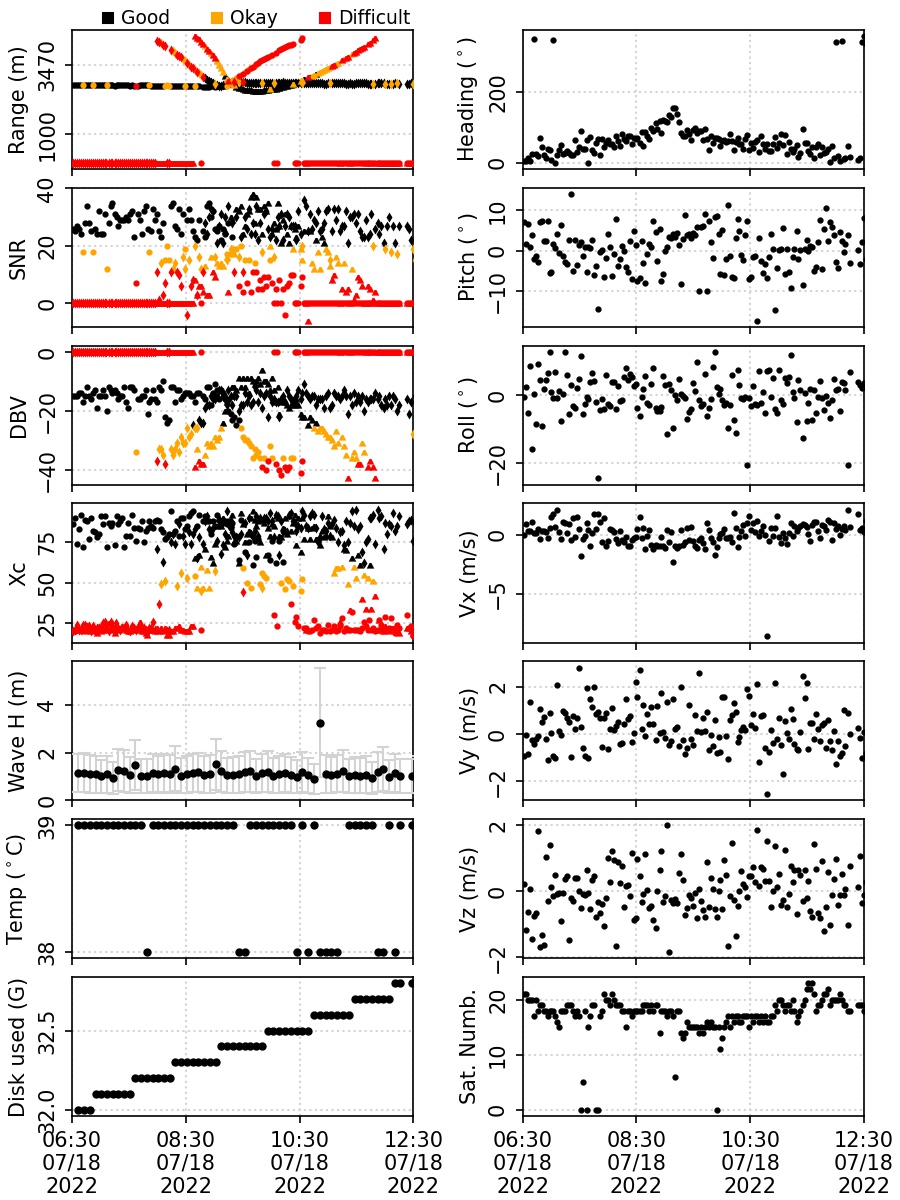 Good Okay Difficult
Range (m)
3470
1000
SNR
40
20
0
DBV
0
−20
−40
Xc
75
50
25
Wave H (m)
4
2
0
Temp (°C)
39
38
Disk used (G)
32.5
32.0
06:30 08:30 10:30 12:30
07/18 07/18 07/18 07/18
2022 2022 2022 2022
Heading (°)
200
0
Pitch (°)
10
0
−10
Roll (°)
0
−20
Vx (m/s)
0
−5
Vy (m/s)
2
0
−2
Vz (m/s)
2
0
−2
Sat. Numb.
20
10
0
06:30 08:30 10:30 12:30
07/18 07/18 07/18 07/18
2022 2022 2022 2022